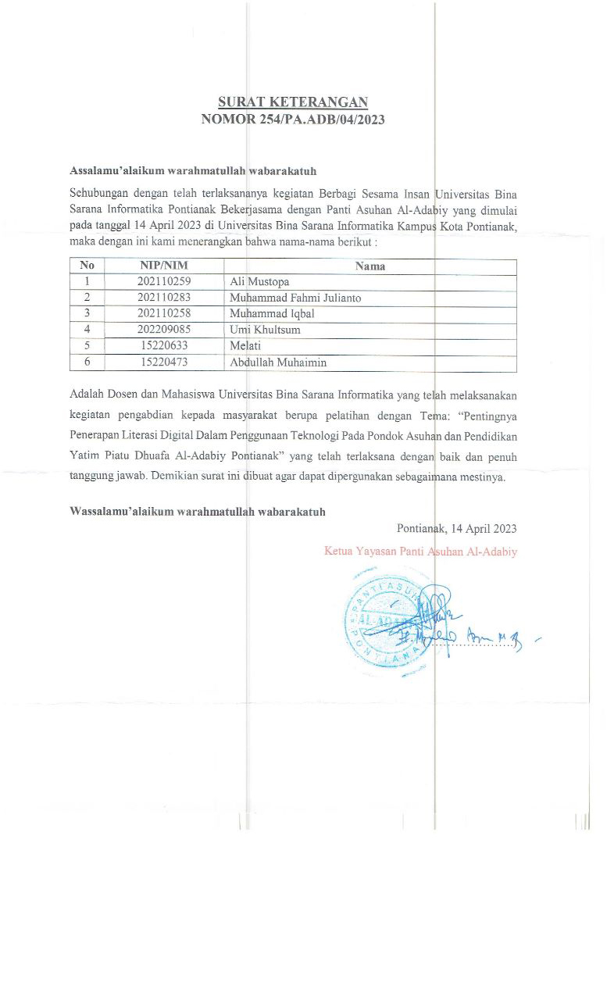 SURAT KETERANGAN
NOMOR 254/PA.ADB/04/2023
Assalamu’alaikum warahmatullah wabarakatuh
Sehubungan dengan telah terlaksananya kegiatan Berbagi Sesama Insan Universitas Bina
Sarana Informatika Pontianak Bekerjasama dengan Panti Asuhan Al-Adabiy yang dimulai
pada tanggal 14 April 2023 di Universitas Bina Sarana Informatika Kampus Kota Pontianak,
maka dengan ini kami menerangkan bahwa nama-nama berikut :
No NIP/NIM Nama
1 202110259 Ali Mustopa
2 202110283 Muhammad Fahmi Julianto
3 202110258 Muhammad Iqbal
4 202209085 Umi Khultsum
5 15220633 Melati
6 15220473 Abdullah Muhaimin
Adalah Dosen dan Mahasiswa Universitas Bina Sarana Informatika yang telah melaksanakan
kegiatan pengabdian kepada masyarakat berupa pelatihan dengan Tema: “Pentingnya
Penerapan Literasi Digital Dalam Penggunaan Teknologi Pada Pondok Asuhan dan Pendidikan
Yatim Piatu Dhuafa Al-Adabiy Pontianak” yang telah terlaksana dengan baik dan penuh
tanggung jawab. Demikian surat ini dibuat agar dapat dipergunakan sebagaimana mestinya.
Wassalamu’alaikum warahmatullah wabarakatuh
Pontianak, 14 April 2023
Ketua Yayasan Panti Asuhan Al-Adabiy
PANTI ASUH
PONTIANA